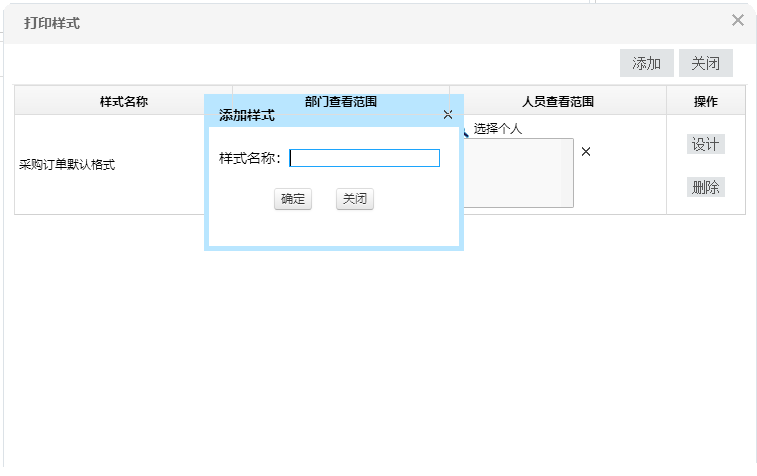 打印样式
添加 关闭
样式名称 部门查看范围 人员查看范围 操作
添加样式
选择个人
样式名称：
采购订单默认格式
设计
确定 关闭
删除